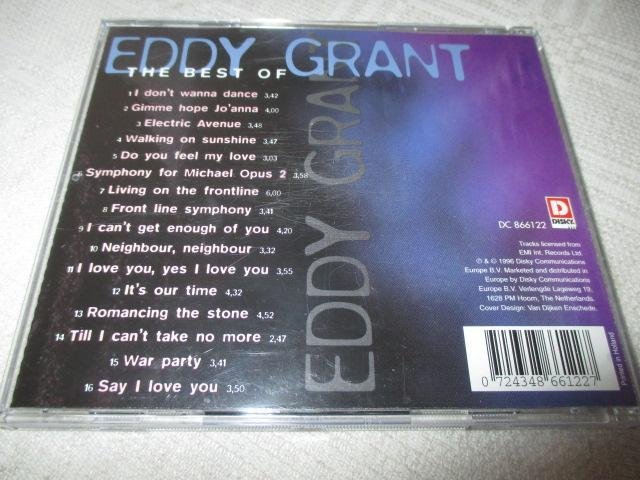 EDDY GRANT
THE BEST OF
1 I don't wanna dance 3,42
2 Gimme hope Jo'anna 4,00
3 Electric Avenue 3,48
4 Walking on sunshine 3,47
5 Do you feel my love 3,03
6 Symphony for Michael Opus 2 3,58
7 Living on the frontline 6,00
8 Front line symphony 3,41
9 I can't get enough of you 4,20
10 Neighbour, neighbour 3,32
11 I love you, yes I love you 3,55
12 It's our time 4,32
13 Romancing the stone 4,52
14 Till I can't take no more 2,47
15 War party 3,41
16 Say I love you 3,50
EDDY GRANT
D
DISKY
DC 866122
Tracks licensed from
EMI Int. Records Ltd.
℗ & © 1996 Disky Communications
Europe B.V. Marketed and distributed in
Europe by Disky Communications
Europe B.V. Verlengde Lageweg 19,
1628 PM Hoorn, The Netherlands.
Cover Design: Van Dijken Enschede.
0 724348 661227
Printed in Holland